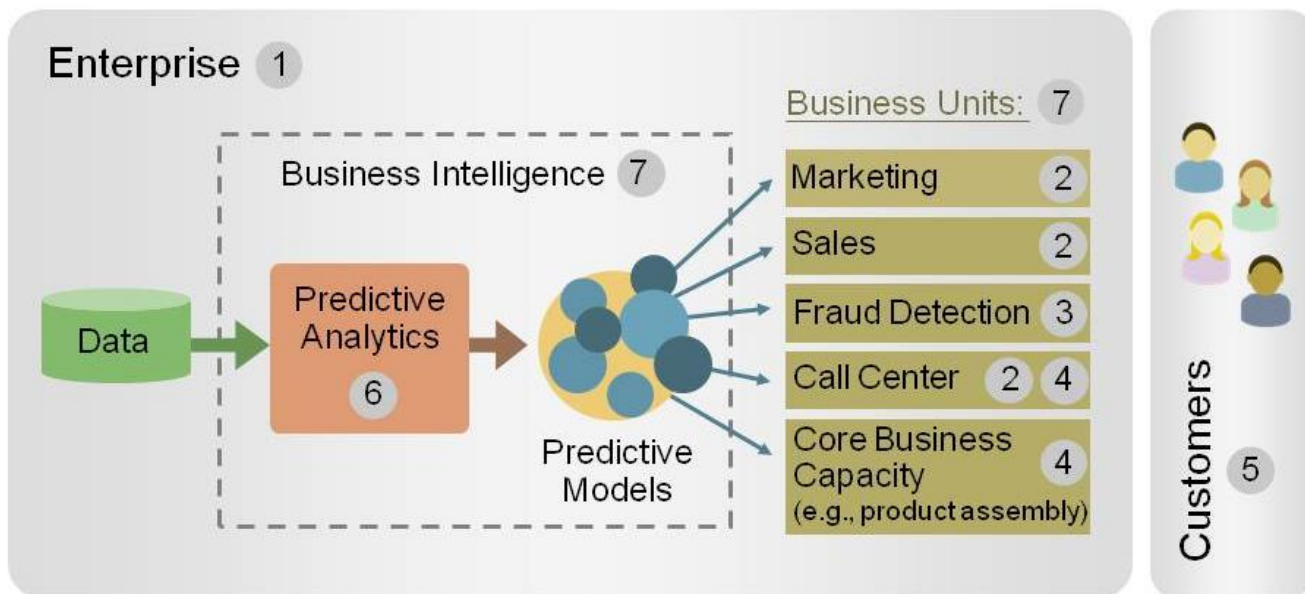 Enterprise 1
Business Units: 7
Business Intelligence 7
Marketing 2
Sales 2
Predictive
Analytics
6
Fraud Detection 3
Data
Call Center 2 4
Predictive
Models
Core Business
Capacity
(e.g., product assembly)
4
Customers 5